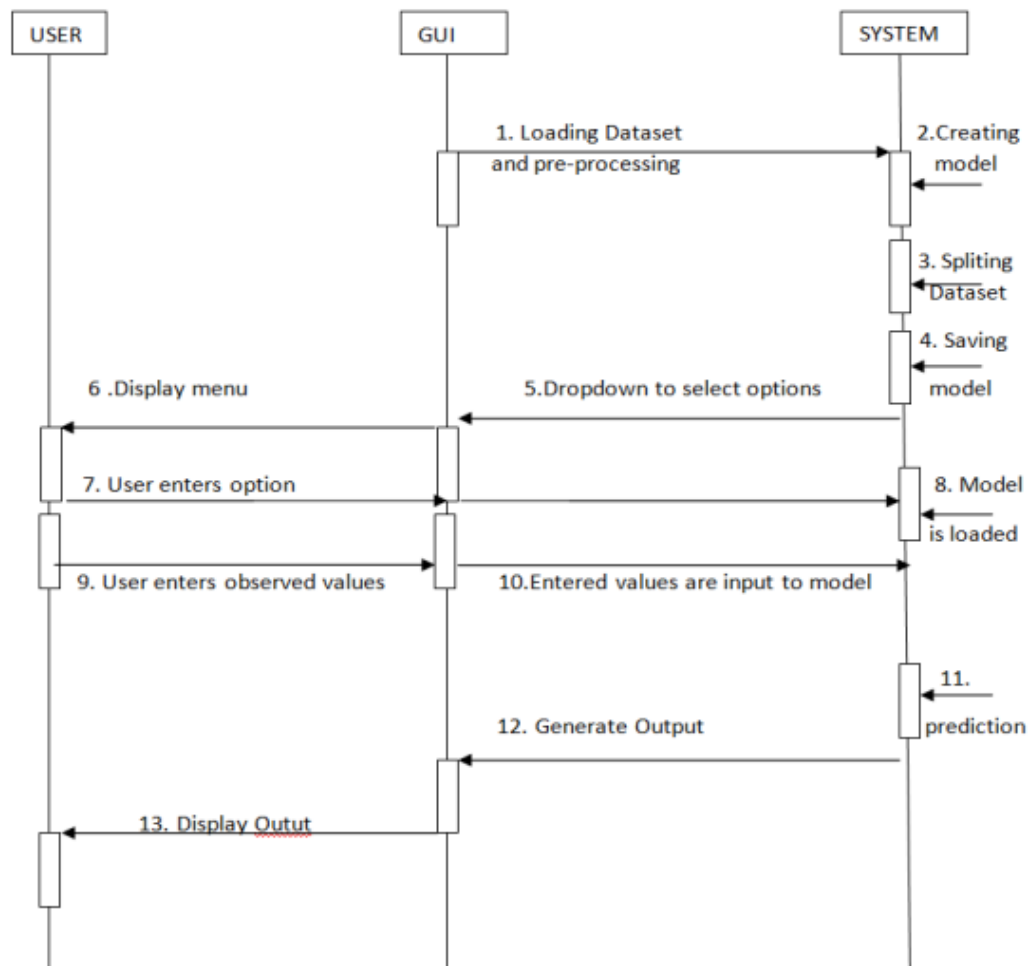 USER
GUI
SYSTEM
1. Loading Dataset
and pre-processing
2.Creating
model
3. Spliting
Dataset
4. Saving
model
5.Dropdown to select options
6 .Display menu
7. User enters option
8. Model
is loaded
9. User enters observed values
10.Entered values are input to model
11.
prediction
12. Generate Output
13. Display Outut